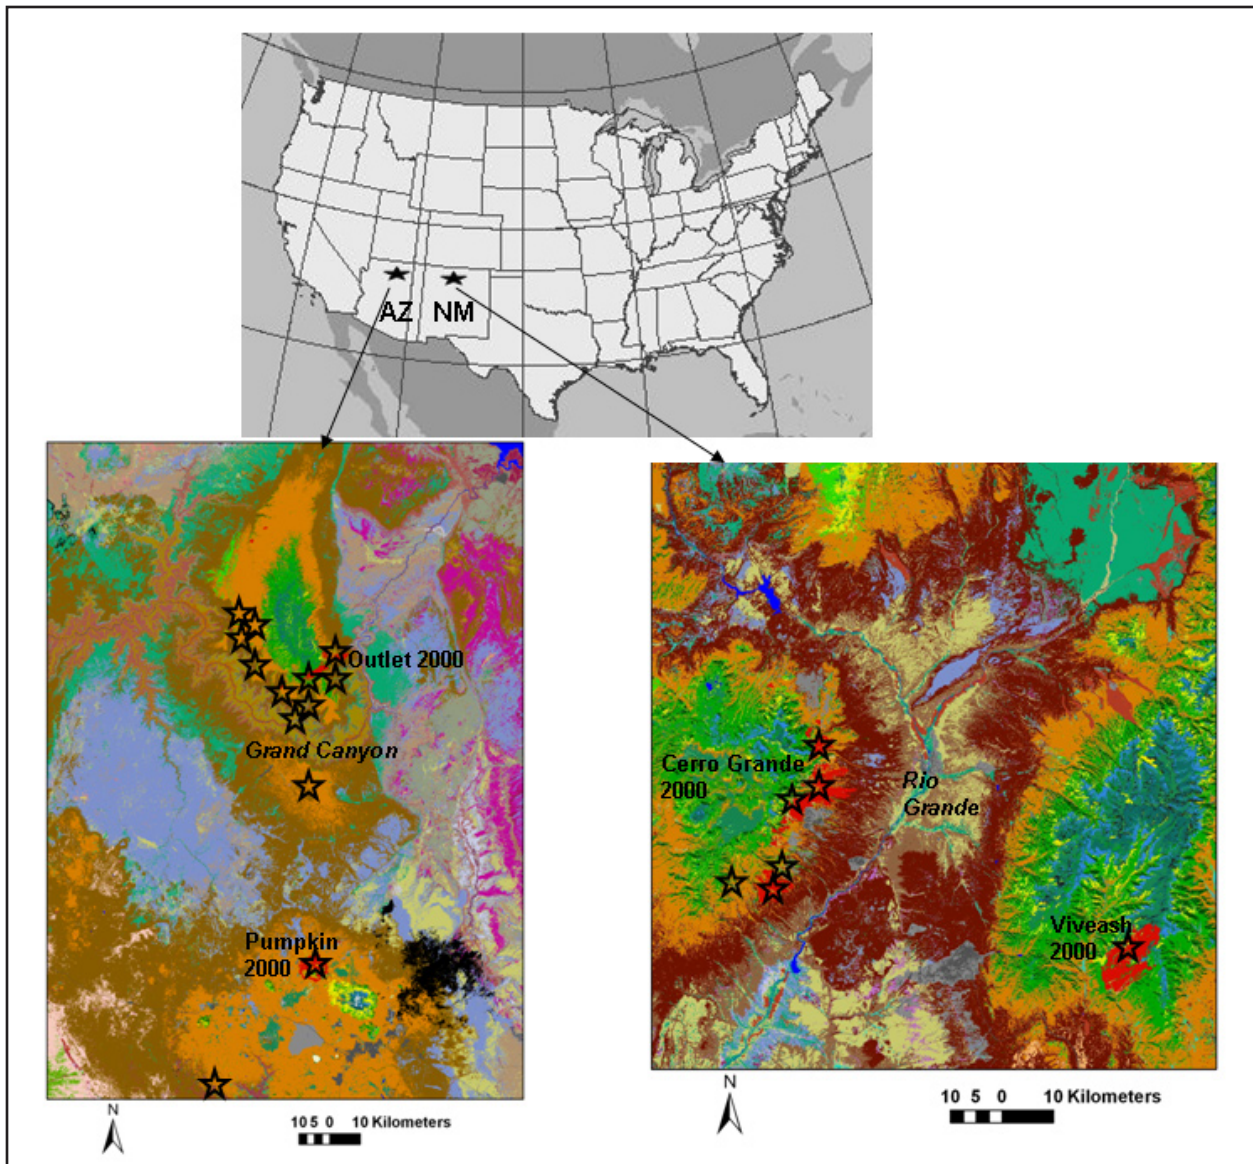 AZ NM
Outlet 2000
Grand Canyon
Pumpkin
2000
N
10 5 0 10 Kilometers
Cerro Grande
2000
Rio
Grande
Viveash
2000
N
10 5 0 10 Kilometers